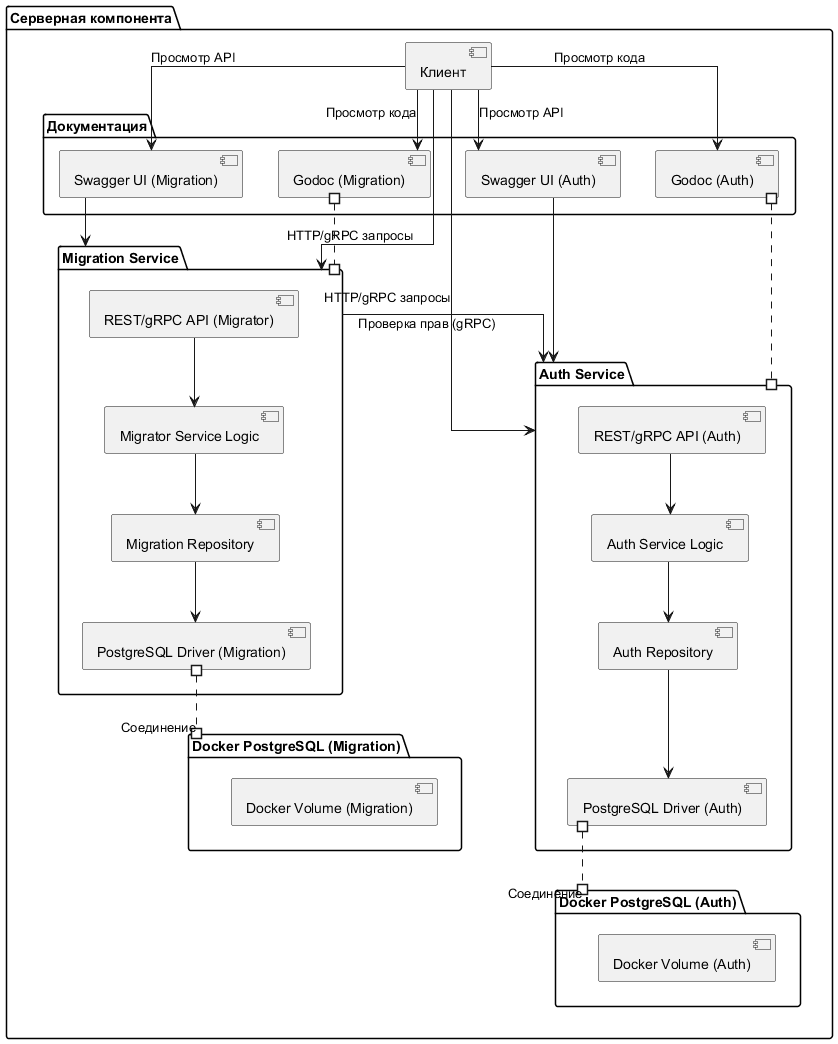 Серверная компонента
Клиент
Просмотр API
Просмотр кода
Просмотр кода
Просмотр API
Документация
Swagger UI (Migration)
Godoc (Migration)
Swagger UI (Auth)
Godoc (Auth)
HTTP/gRPC запросы
Migration Service
HTTP/gRPC запросы
REST/gRPC API (Migrator)
Проверка прав (gRPC)
Auth Service
Migrator Service Logic
REST/gRPC API (Auth)
Migration Repository
Auth Service Logic
PostgreSQL Driver (Migration)
Auth Repository
Соединение
Docker PostgreSQL (Migration)
Docker Volume (Migration)
PostgreSQL Driver (Auth)
Соединение
Docker PostgreSQL (Auth)
Docker Volume (Auth)